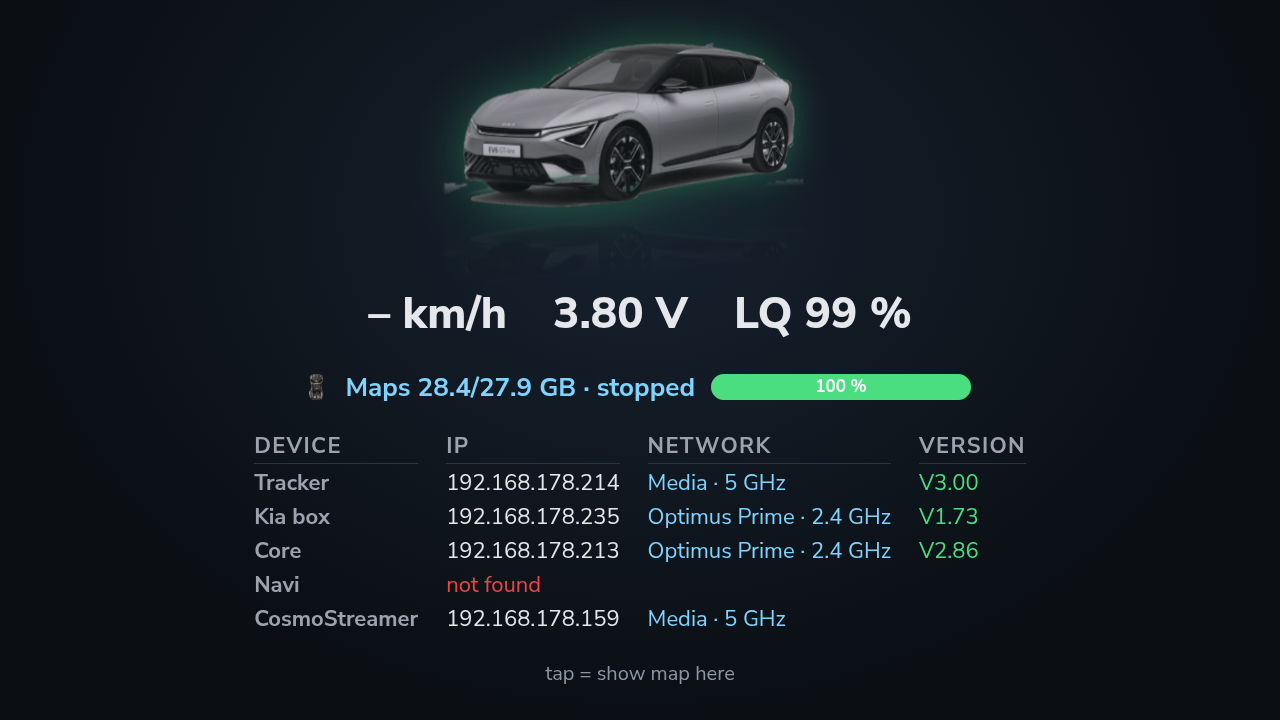 EV6 GT-line
– km/h 3.80 V LQ 99 %
Maps 28.4/27.9 GB · stopped 100 %
DEVICE IP NETWORK VERSION
Tracker 192.168.178.214 Media · 5 GHz V3.00
Kia box 192.168.178.235 Optimus Prime · 2.4 GHz V1.73
Core 192.168.178.213 Optimus Prime · 2.4 GHz V2.86
Navi not found
CosmoStreamer 192.168.178.159 Media · 5 GHz
tap = show map here